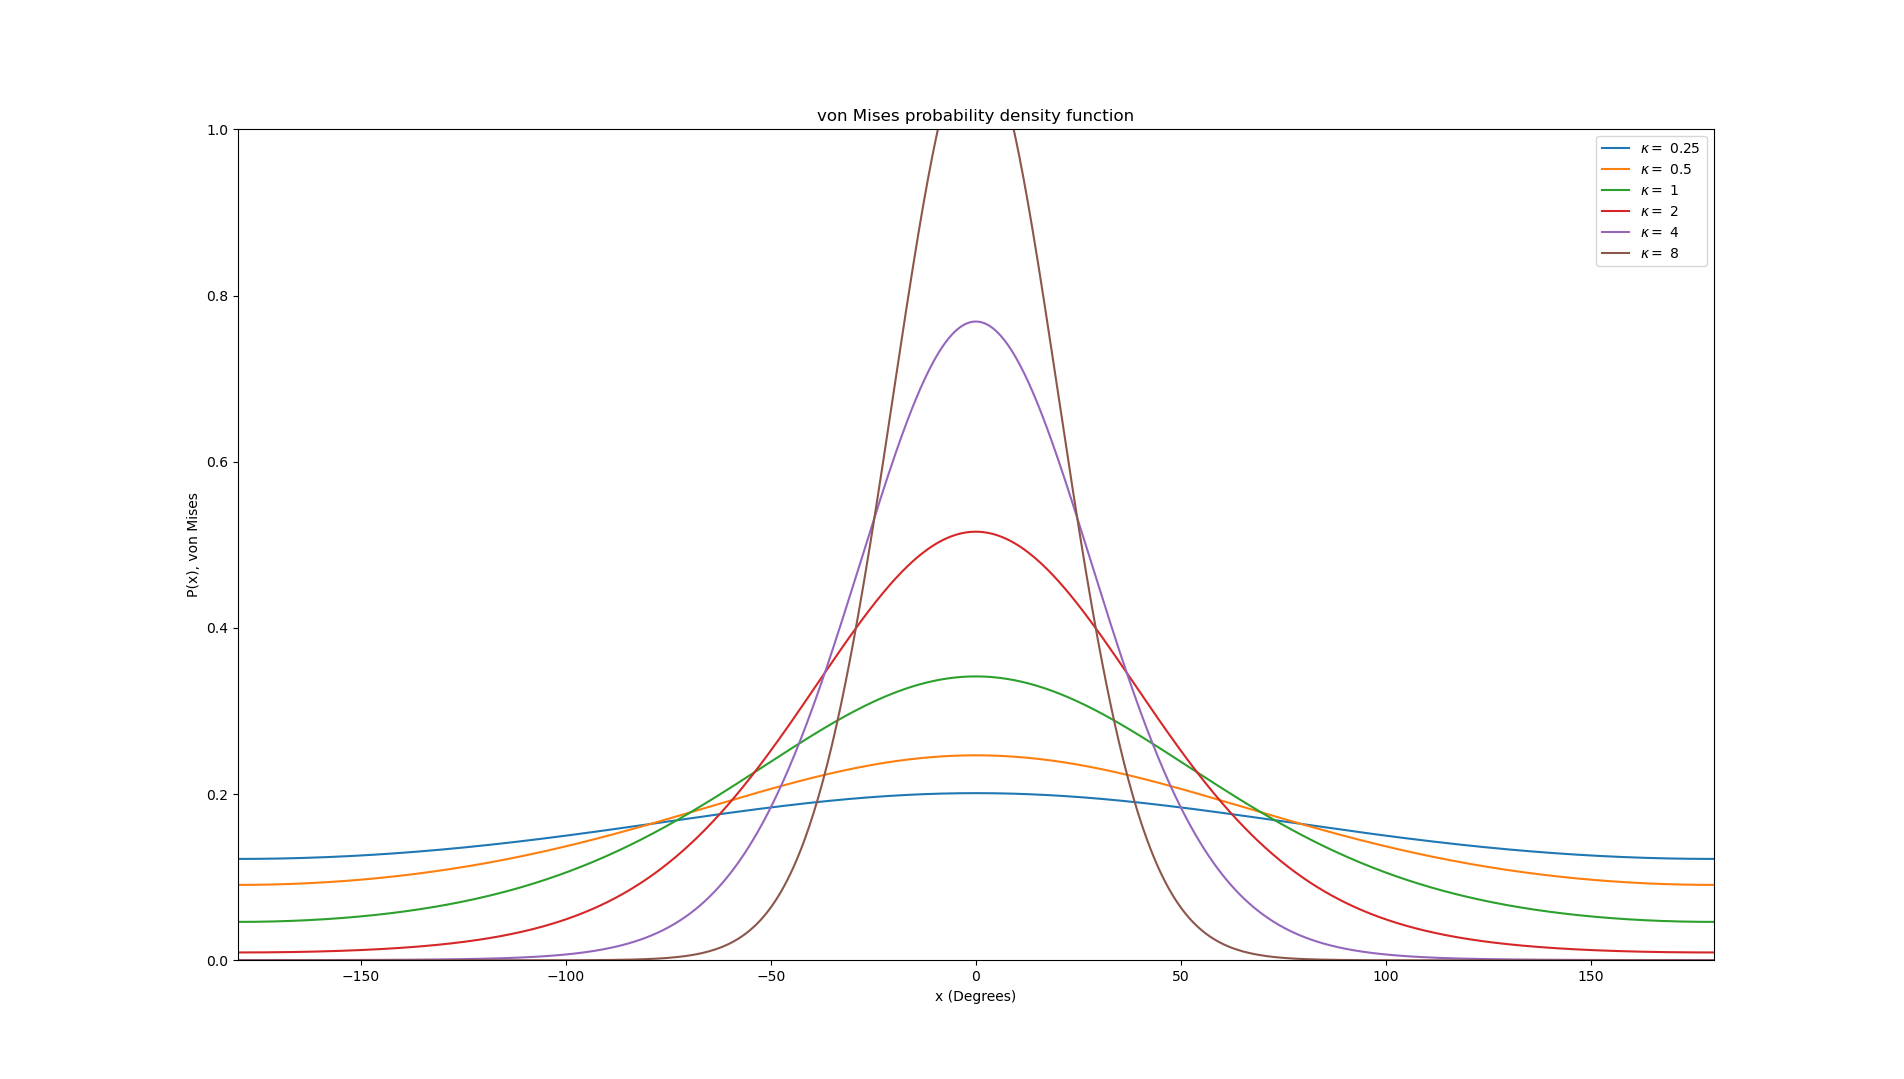 von Mises probability density function
1.0
0.8
0.6
0.4
0.2
0.0
P(x), von Mises
−150
−100
−50
0
50
100
150
x (Degrees)
κ = 0.25
κ = 0.5
κ = 1
κ = 2
κ = 4
κ = 8